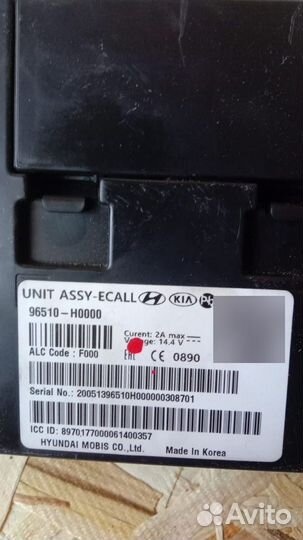 UNIT ASSY-ECALL KIA
96510-H0000
Curent: 2A max
Voltage: 14.4 V
ALC Code : F000
EAC CE 0890
Serial No.: 20051396510H000000308701
ICC ID: 8970177000061400357
HYUNDAI MOBIS CO.,Ltd. Made in Korea
Avito